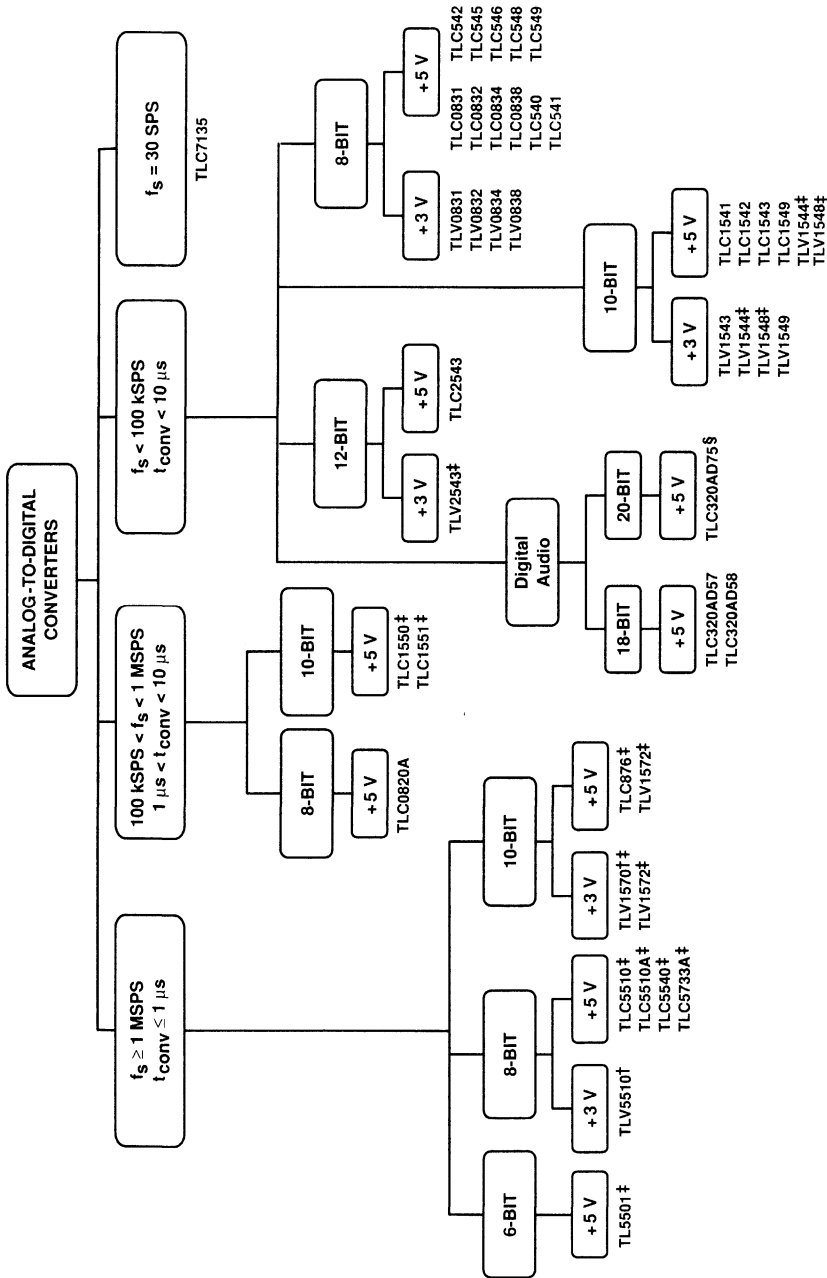 ANALOG-TO-DIGITAL
CONVERTERS
fs ≥ 1 MSPS
tconv ≤ 1 µs
100 kSPS < fs < 1 MSPS
1 µs < tconv < 10 µs
fs < 100 kSPS
tconv < 10 µs
fs = 30 SPS
TLC7135
6-BIT
+5 V
TL5501‡
8-BIT
+3 V
TLV5510†
+5 V
TLC5510‡
TLC5510A‡
TLC5540‡
TLC5733A‡
10-BIT
+3 V
TLV1570†‡
TLV1572‡
+5 V
TLC876‡
TLV1572‡
8-BIT
+5 V
TLC0820A
10-BIT
+5 V
TLC1550‡
TLC1551‡
Digital
Audio
18-BIT
+5 V
TLC320AD57
TLC320AD58
20-BIT
+5 V
TLC320AD75§
12-BIT
+3 V
TLV2543‡
+5 V
TLC2543
10-BIT
+3 V
TLV1543
TLV1544‡
TLV1548‡
TLV1549
+5 V
TLC1541
TLC1542
TLC1543
TLC1549
TLV1544‡
TLV1548‡
8-BIT
+3 V
TLV0831
TLV0832
TLV0834
TLV0838
+5 V
TLC0831
TLC0832
TLC0834
TLC0838
TLC540
TLC541
TLC542
TLC545
TLC546
TLC548
TLC549